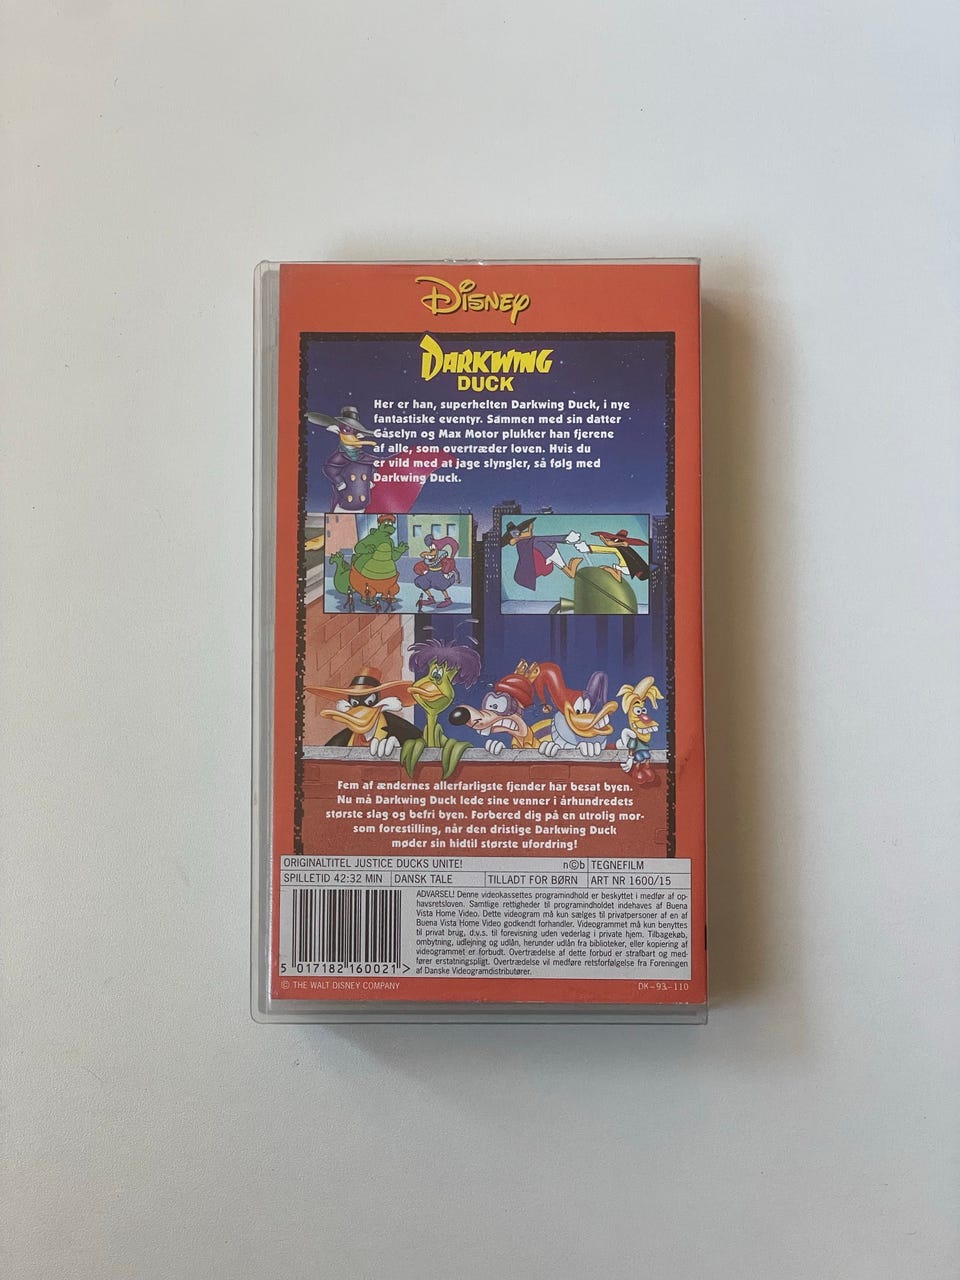 Disney
DARKWING
DUCK
Her er han, superhelten Darkwing Duck, i nye
fantastiske eventyr. Sammen med sin datter
Gåselyn og Max Motor plukker han fjerene
af alle, som overtræder loven. Hvis du
er vild med at jage slyngler, så følg med
Darkwing Duck.
Fem af ændernes allerfarligste fjender har besat byen.
Nu må Darkwing Duck lede sine venner i århundredets
største slag og befri byen. Forbered dig på en utrolig mor-
som forestilling, når den dristige Darkwing Duck
møder sin hidtil største ufordring!
ORIGINALTITEL JUSTICE DUCKS UNITE! n©b TEGNEFILM
SPILLETID 42:32 MIN DANSK TALE TILLADT FOR BØRN ART NR 1600/15
ADVARSEL! Denne videokassettes programindhold er beskyttet i medfør af op-
havsretsloven. Samtlige rettigheder til programindholdet indehaves af Buena
Vista Home Video. Dette videogram må kun sælges til privatpersoner af en af
Buena Vista Home Video godkendt forhandler. Videogrammet må kun benyttes
til privat brug, d.v.s. til forevisning uden vederlag i private hjem. Tilbagekøb,
ombytning, udlejning og udlån, herunder udlån fra biblioteker, eller kopiering af
videogrammet er forbudt. Overtrædelse af dette forbud er strafbart og med-
fører erstatningspligt. Overtrædelse vil medføre retsforfølgelse fra Foreningen
af Danske Videogramdistributører.
5 017182 160021 >
© THE WALT DISNEY COMPANY DK-93-110